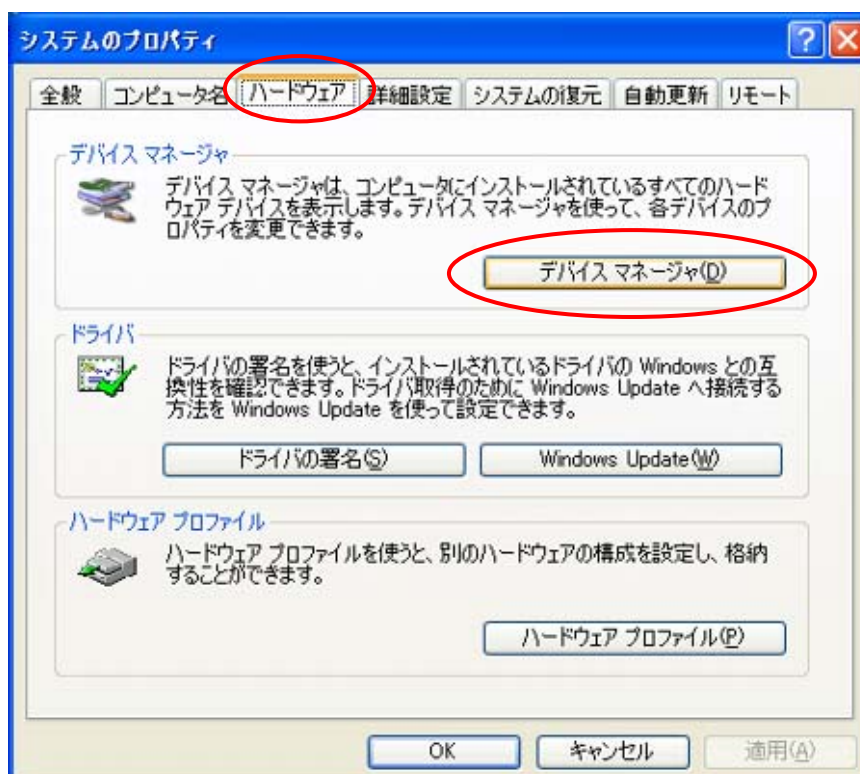 システムのプロパティ
全般 コンピュータ名 ハードウェア 詳細設定 システムの復元 自動更新 リモート
デバイス マネージャ
デバイス マネージャは、コンピュータにインストールされているすべてのハード
ウェア デバイスを表示します。デバイス マネージャを使って、各デバイスのプ
ロパティを変更できます。
デバイス マネージャ(D)
ドライバ
ドライバの署名を使うと、インストールされているドライバの Windows との互
換性を確認できます。ドライバ取得のために Windows Update へ接続する
方法を Windows Update を使って設定できます。
ドライバの署名(S) Windows Update(W)
ハードウェア プロファイル
ハードウェア プロファイルを使うと、別のハードウェアの構成を設定し、格納
することができます。
ハードウェア プロファイル(P)
OK キャンセル 適用(A)